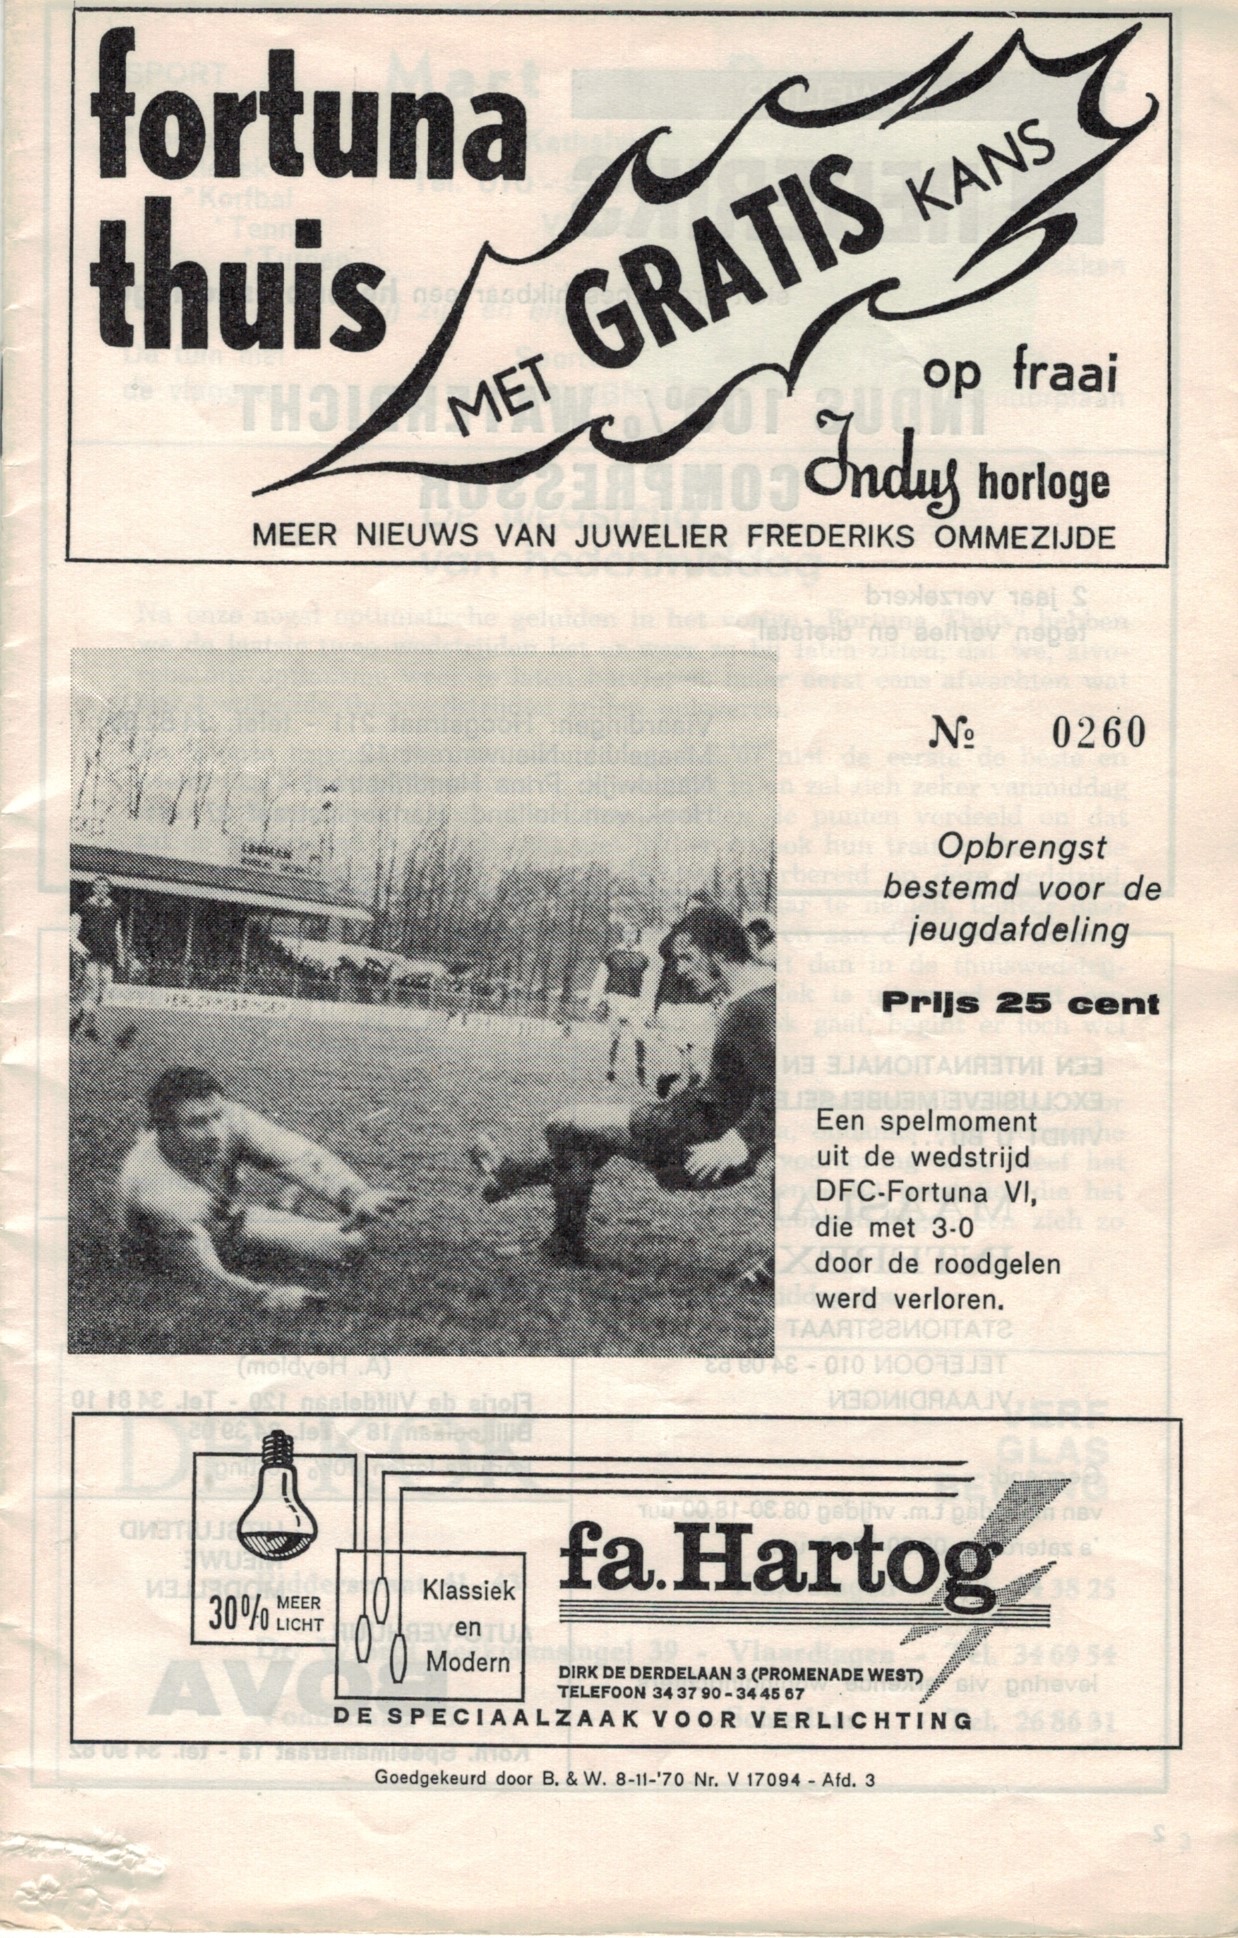 fortuna
thuis
MET GRATIS KANS
op fraai
Indus horloge
MEER NIEUWS VAN JUWELIER FREDERIKS OMMEZIJDE
№ 0260
Opbrengst
bestemd voor de
jeugdafdeling
Prijs 25 cent
Een spelmoment
uit de wedstrijd
DFC-Fortuna VI,
die met 3-0
door de roodgelen
werd verloren.
30% MEER
LICHT
Klassiek
en
Modern
fa. Hartog
DIRK DE DERDELAAN 3 (PROMENADE WEST)
TELEFOON 34 37 90 - 34 45 67
DE SPECIAALZAAK VOOR VERLICHTING
Goedgekeurd door B. & W. 8-11-'70 Nr. V 17094 - Afd. 3